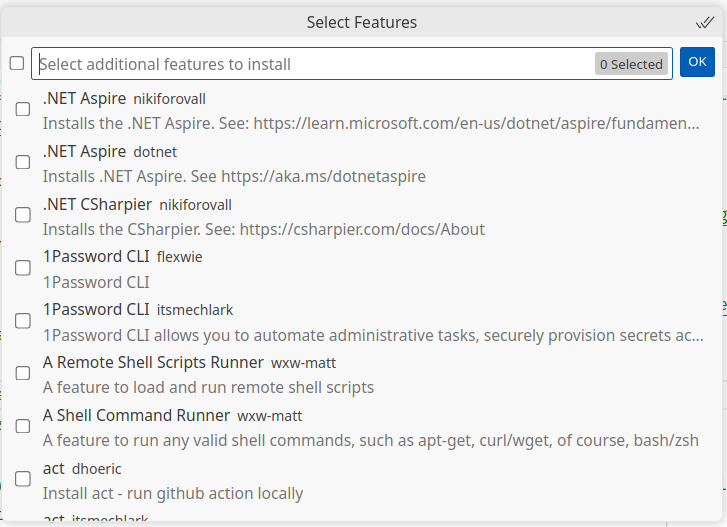 Select Features
Select additional features to install 0 Selected OK
.NET Aspire nikiforovall
Installs the .NET Aspire. See: https://learn.microsoft.com/en-us/dotnet/aspire/fundamen...
.NET Aspire dotnet
Installs .NET Aspire. See https://aka.ms/dotnetaspire
.NET CSharpier nikiforovall
Installs the CSharpier. See: https://csharpier.com/docs/About
1Password CLI flexwie
1Password CLI
1Password CLI itsmechlark
1Password CLI allows you to automate administrative tasks, securely provision secrets ac...
A Remote Shell Scripts Runner wxw-matt
A feature to load and run remote shell scripts
A Shell Command Runner wxw-matt
A feature to run any valid shell commands, such as apt-get, curl/wget, of course, bash/zsh
act dhoeric
Install act - run github action locally
act itsmechlark